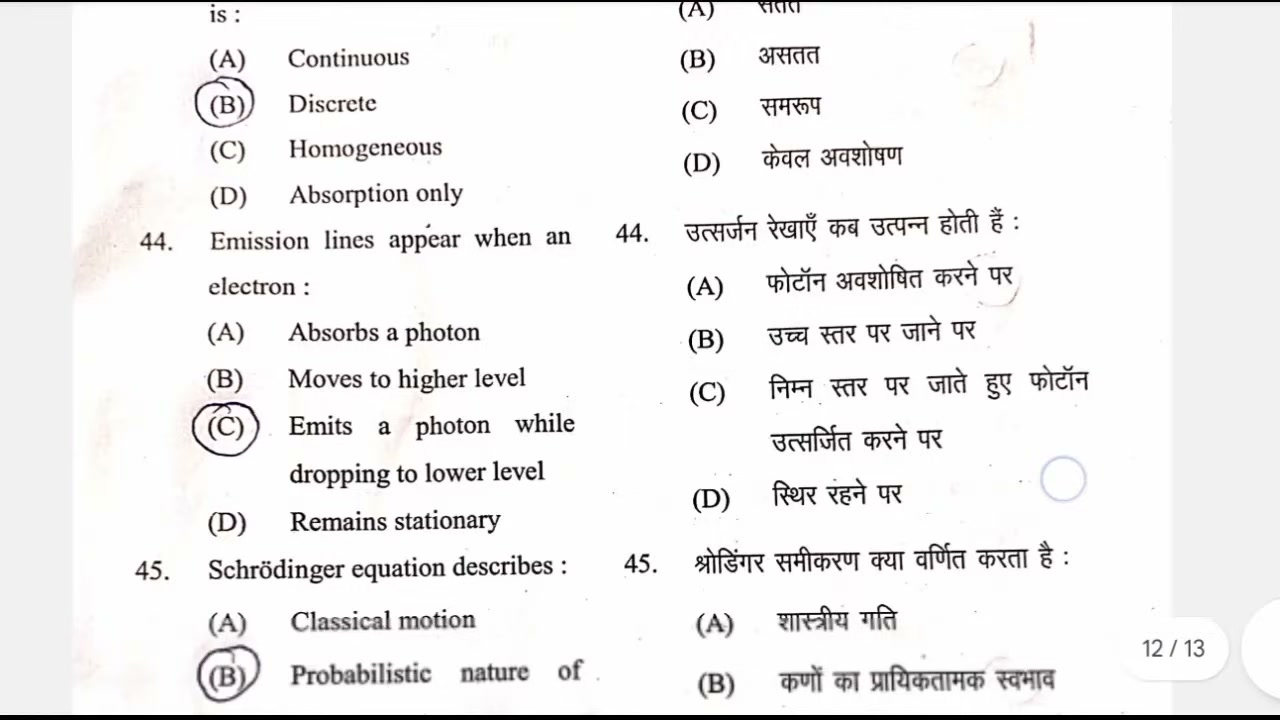 is :
(A) Continuous
(B) Discrete
(C) Homogeneous
(D) Absorption only
44. Emission lines appear when an
electron :
(A) Absorbs a photon
(B) Moves to higher level
(C) Emits a photon while
dropping to lower level
(D) Remains stationary
45. Schrödinger equation describes :
(A) Classical motion
(B) Probabilistic nature of
(A) सतत
(B) असतत
(C) समरूप
(D) केवल अवशोषण
44. उत्सर्जन रेखाएँ कब उत्पन्न होती हैं :
(A) फोटॉन अवशोषित करने पर
(B) उच्च स्तर पर जाने पर
(C) निम्न स्तर पर जाते हुए फोटॉन
उत्सर्जित करने पर
(D) स्थिर रहने पर
45. श्रोडिंगर समीकरण क्या वर्णित करता है :
(A) शास्त्रीय गति
(B) कणों का प्रायिकतामक स्वभाव
12 / 13